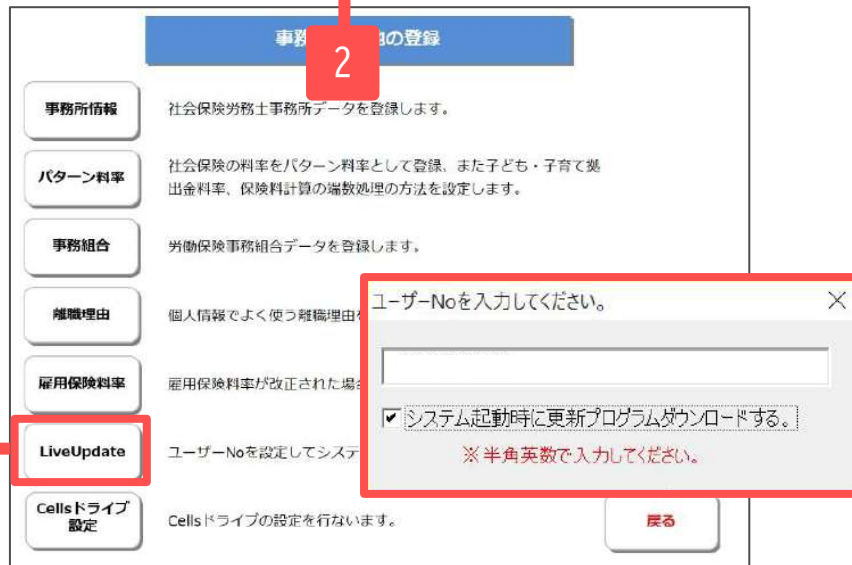 事務
の登録
2
事務所情報
社会保険労務士事務所データを登録します。
パターン料率
社会保険の料率をパターン料率として登録、また子ども・子育て拠
出金料率、保険料計算の端数処理の方法を設定します。
事務組合
労働保険事務組合データを登録します。
離職理由
個人情報でよく使う離職理由
雇用保険料率
雇用保険料率が改正された場合
LiveUpdate
ユーザーNoを設定してシステ
Cellsドライブ
設定
Cellsドライブの設定を行ないます。
戻る
ユーザーNoを入力してください。
システム起動時に更新プログラムダウンロードする。
※半角英数で入力してください。